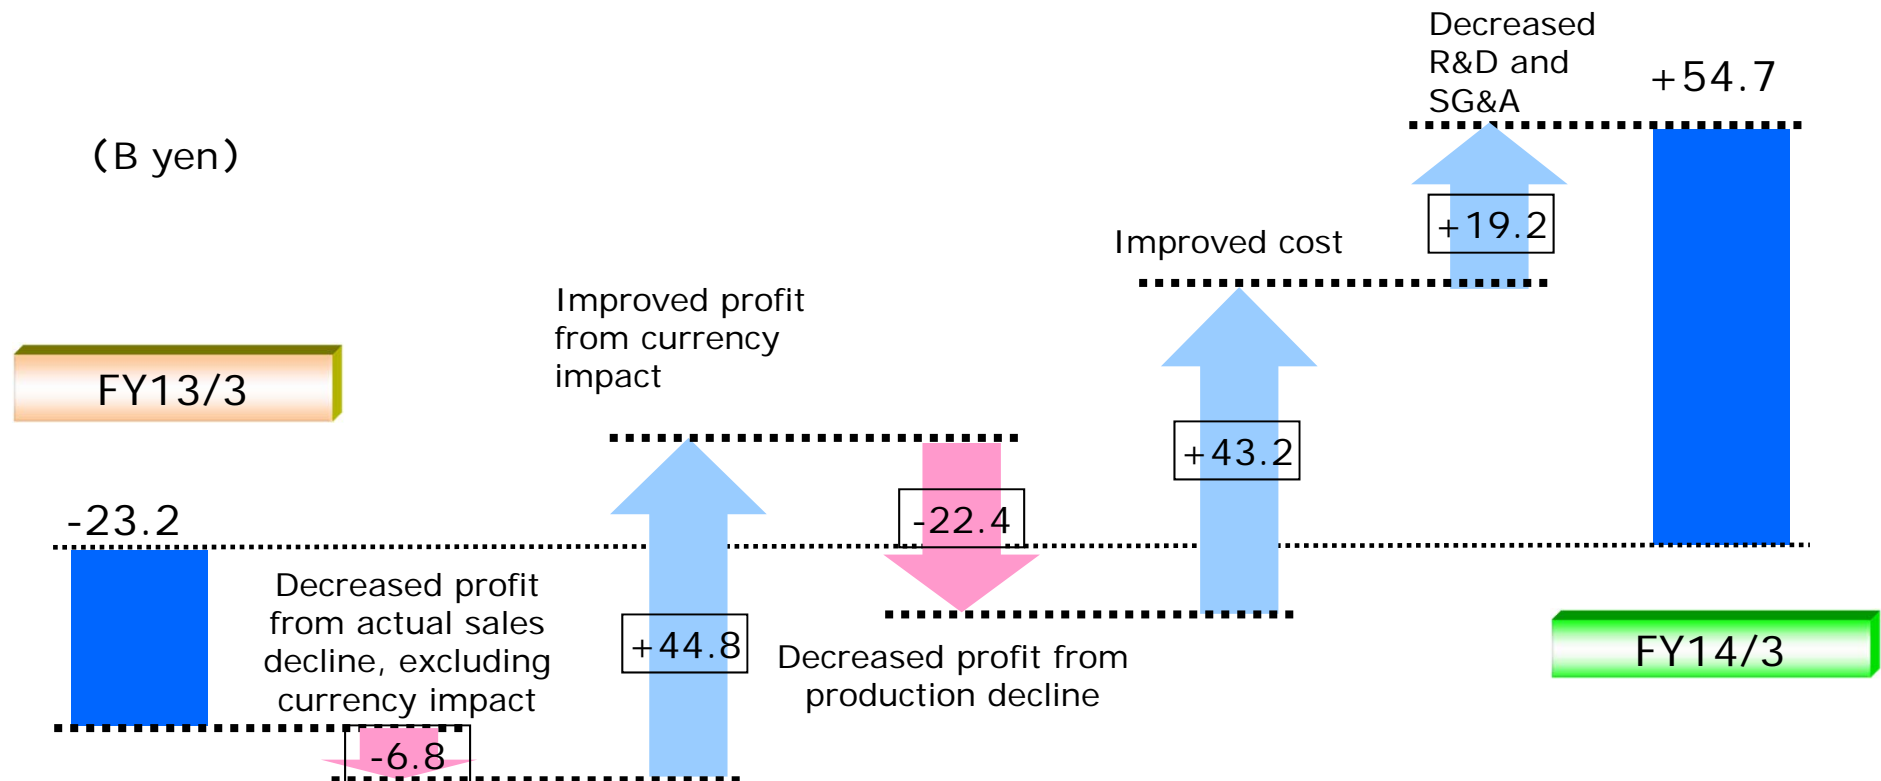 (B yen)
FY13/3
-23.2
Decreased profit
from actual sales
decline, excluding
currency impact
-6.8
Improved profit
from currency
impact
+44.8
-22.4
Decreased profit from
production decline
Improved cost
+43.2
Decreased
R&D and
SG&A
+19.2
+54.7
FY14/3